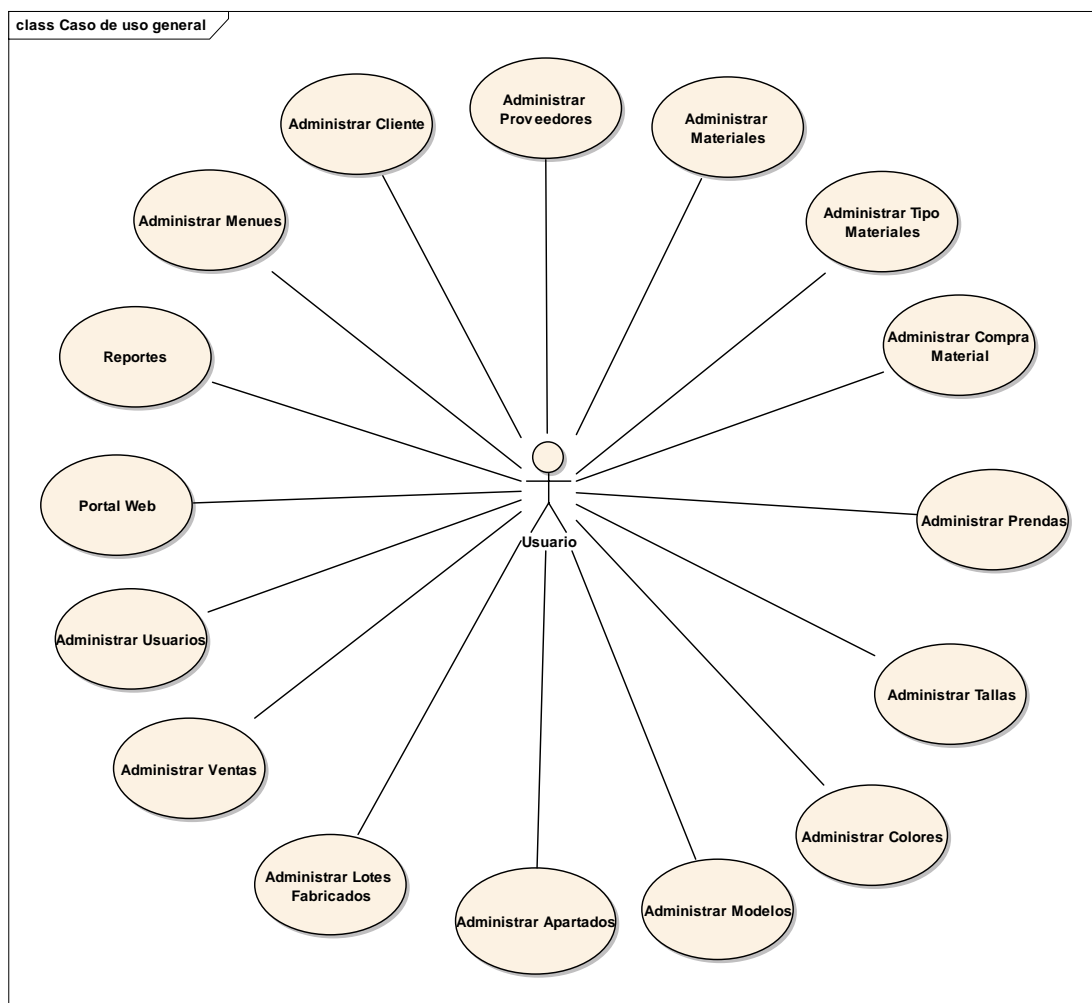 class Caso de uso general
Administrar
Proveedores
Administrar Cliente
Administrar
Materiales
Administrar Menues
Administrar Tipo
Materiales
Reportes
Administrar Compra
Material
Portal Web
Administrar Prendas
Usuario
Administrar Usuarios
Administrar Tallas
Administrar Ventas
Administrar Colores
Administrar Lotes
Fabricados
Administrar Apartados
Administrar Modelos